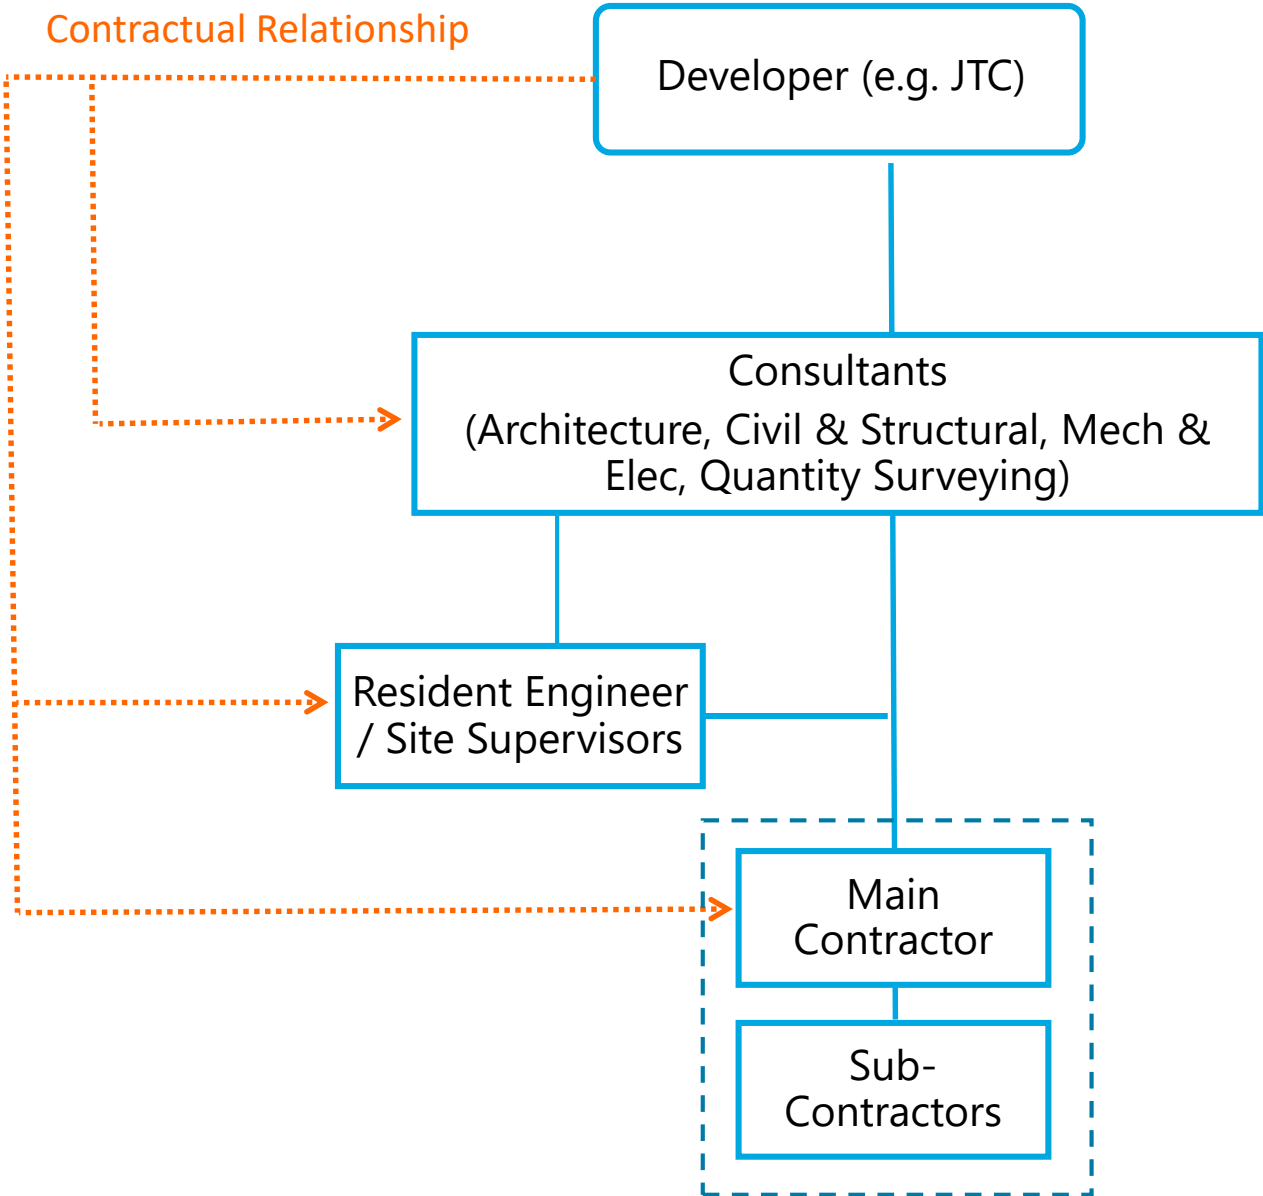 Contractual Relationship
Developer (e.g. JTC)
Consultants
(Architecture, Civil & Structural, Mech &
Elec, Quantity Surveying)
Resident Engineer
/ Site Supervisors
Main
Contractor
Sub-
Contractors